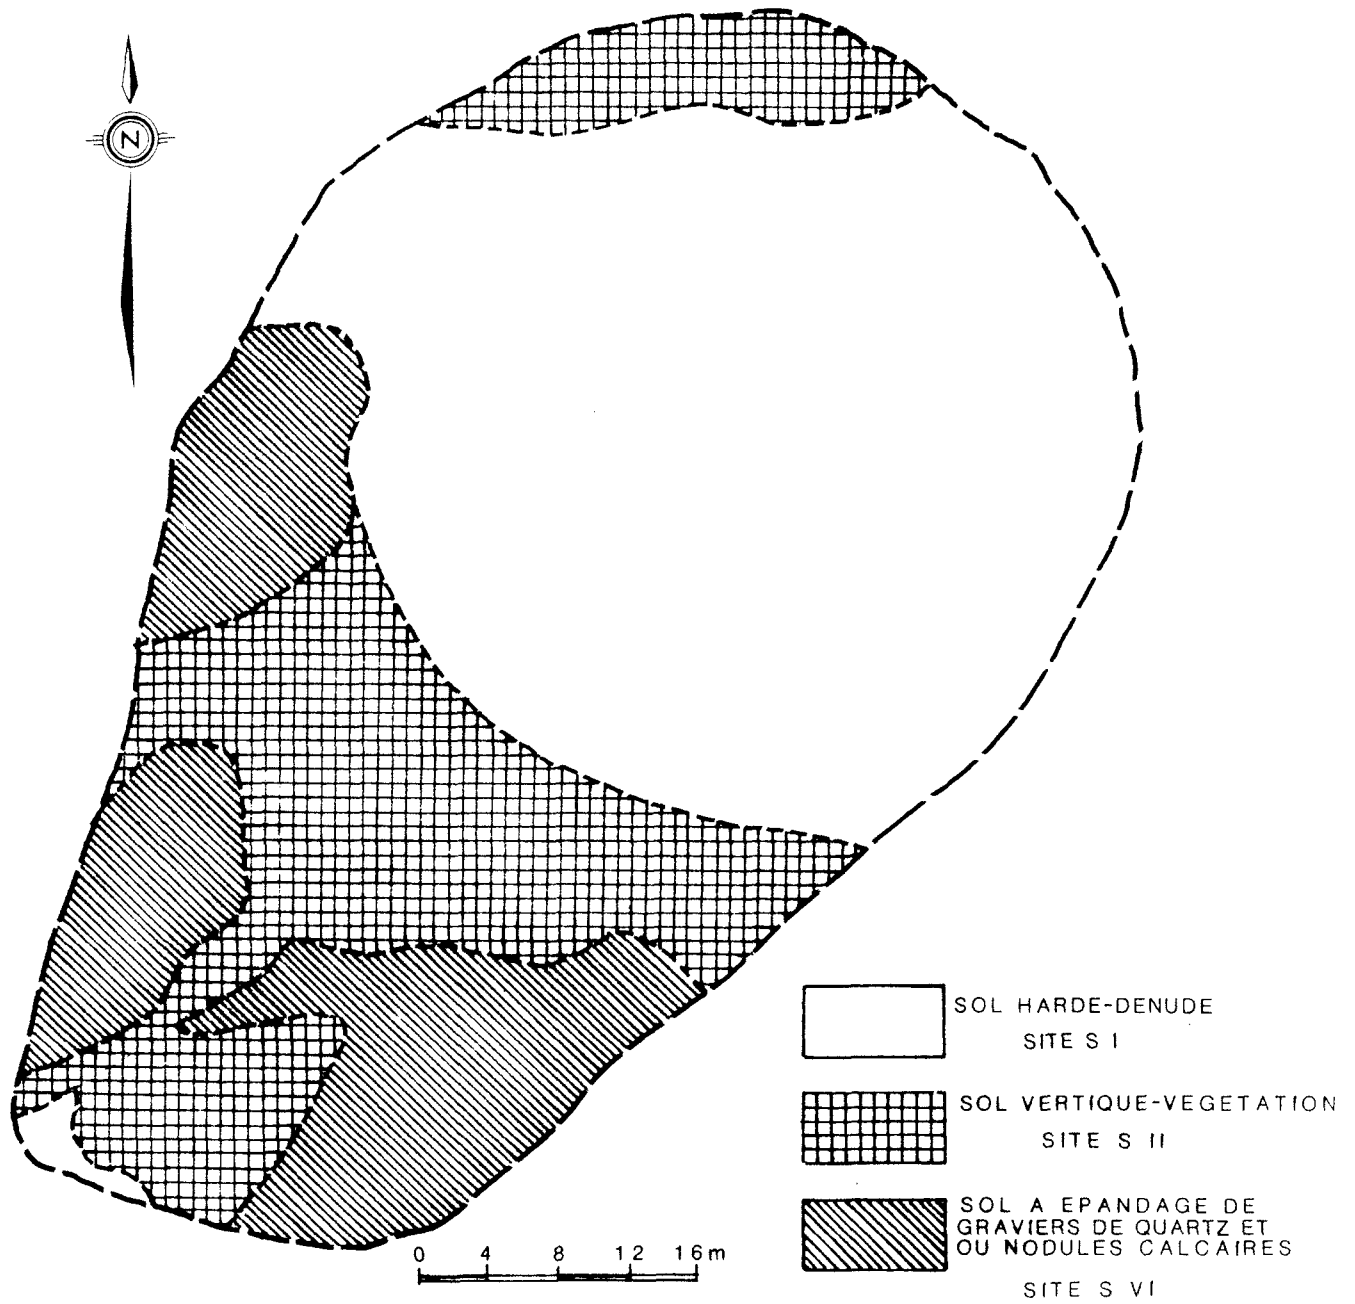 N
SOL HARDE-DENUDE
SITE S I
SOL VERTIQUE-VEGETATION
SITE S II
SOL A EPANDAGE DE
GRAVIERS DE QUARTZ ET
OU NODULES CALCAIRES
SITE S VI
0 4 8 12 16m